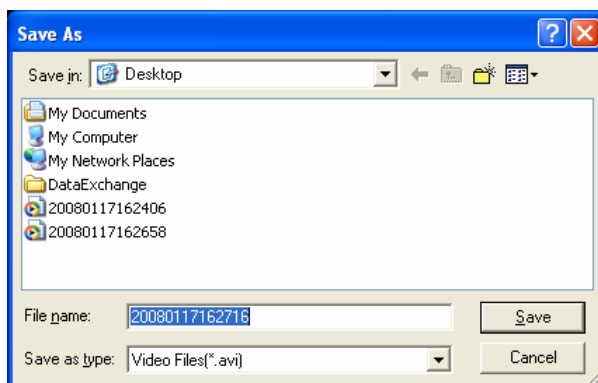 Save As
Save in: Desktop
My Documents
My Computer
My Network Places
DataExchange
20080117162406
20080117162658
File name: 20080117162716 Save
Save as type: Video Files(*.avi) Cancel